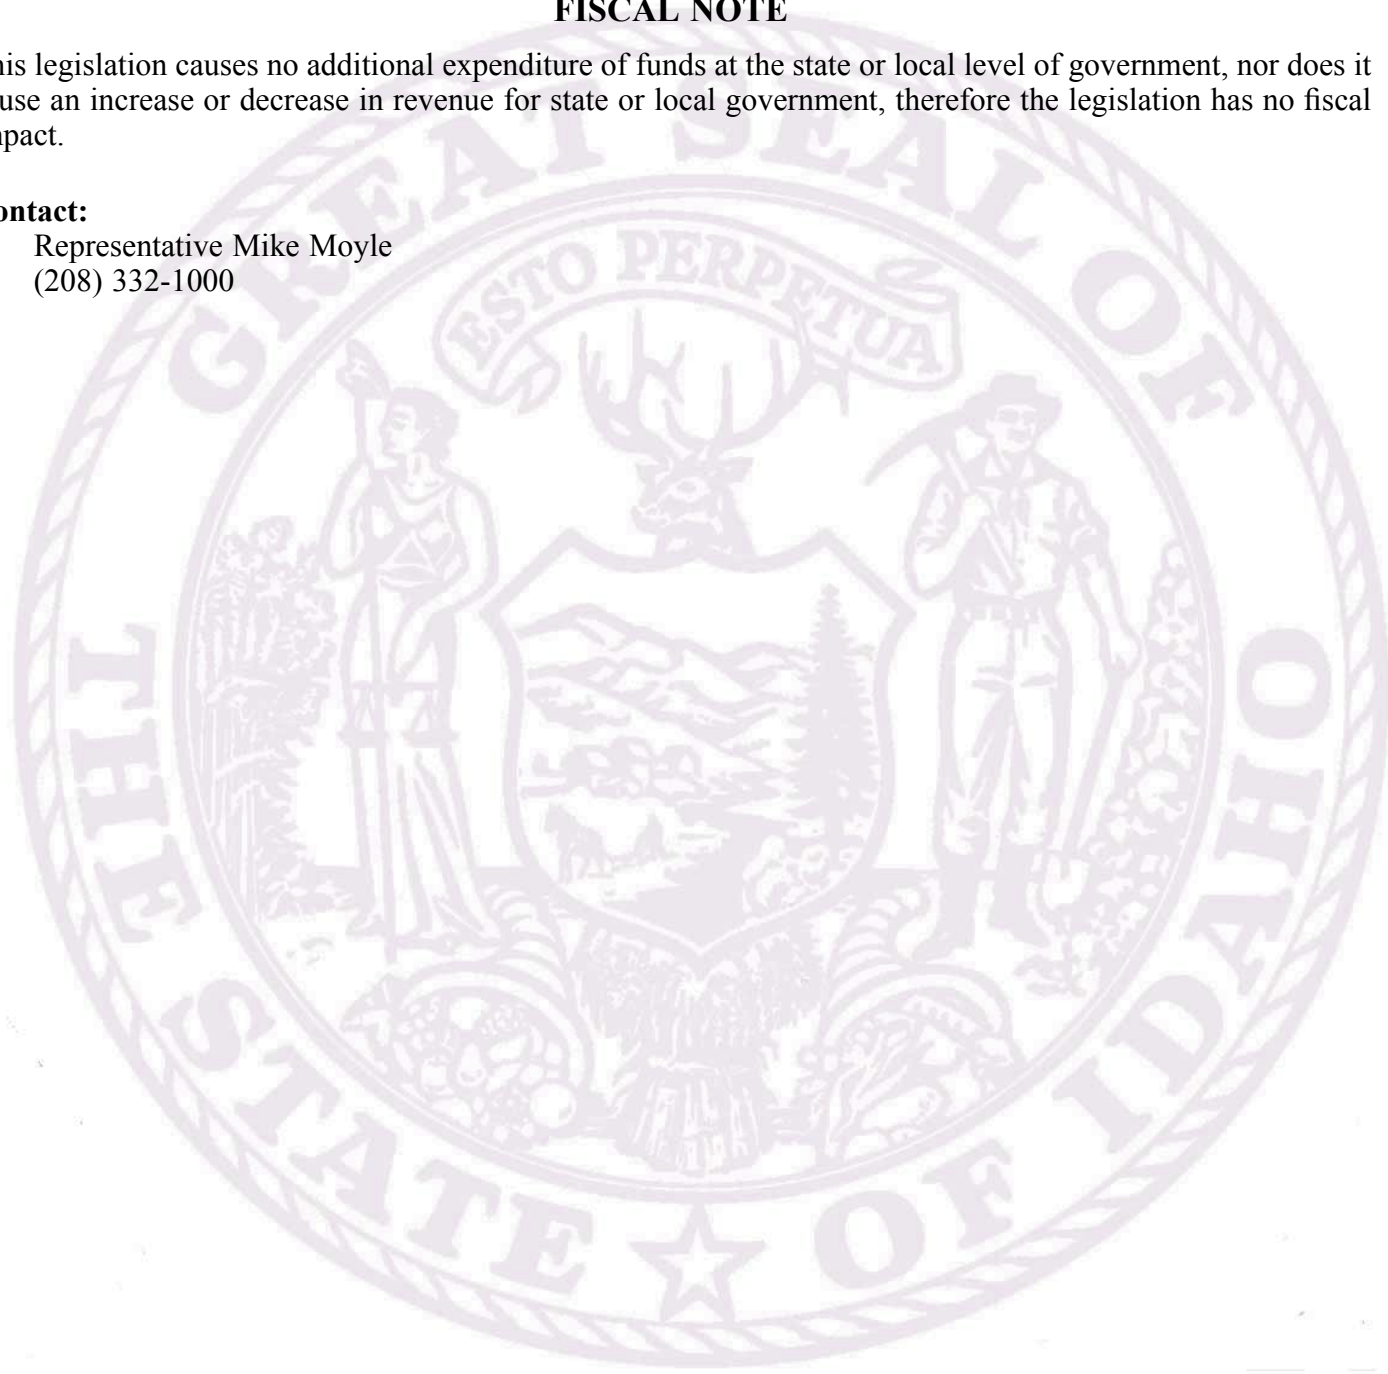 FISCAL NOTE
his legislation causes no additional expenditure of funds at the state or local level of government, nor does it
use an increase or decrease in revenue for state or local government, therefore the legislation has no fiscal
pact.
ontact:
Representative Mike Moyle
(208) 332-1000
GREAT SEAL OF
THE STATE OF IDAHO
ESTO PERPETUA